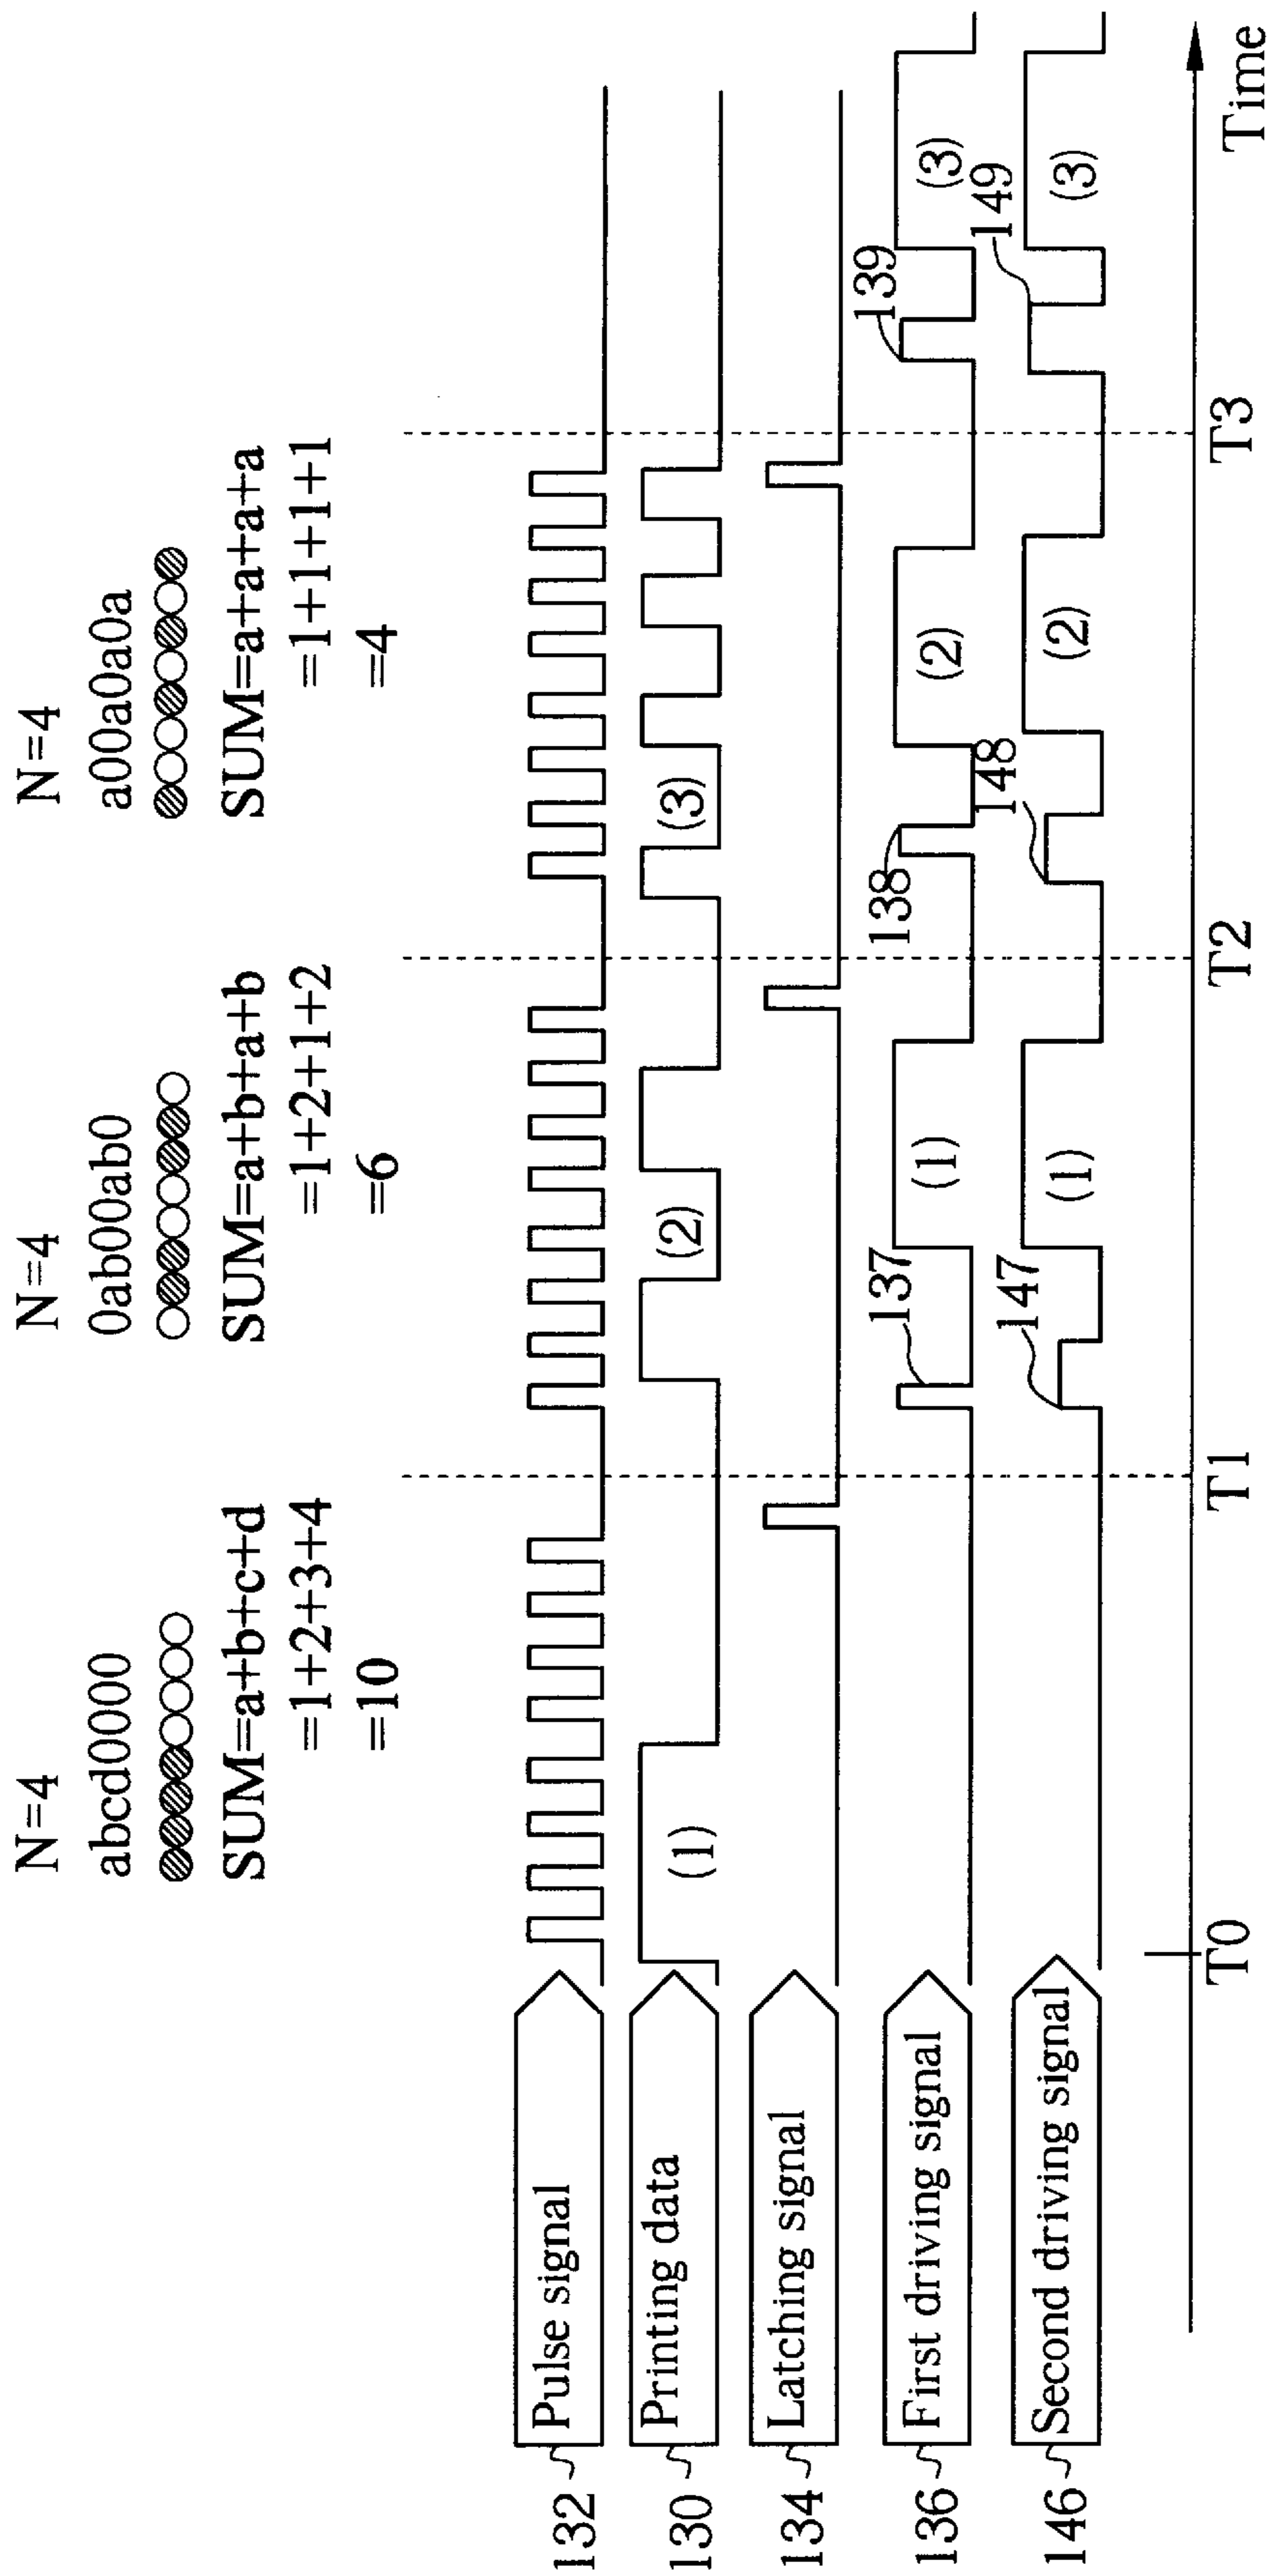 N=4
abcd0000
SUM=a+b+c+d
=1+2+3+4
=10
N=4
0ab00ab0
SUM=a+b+a+b
=1+2+1+2
=6
N=4
a00a0a0a
SUM=a+a+a+a
=1+1+1+1
=4
132 Pulse signal
130 Printing data (1) (2) (3)
134 Latching signal
136 First driving signal 137 (1) 138 (2) 139 (3)
146 Second driving signal 147 (1) 148 (2) 149 (3)
T0 T1 T2 T3 Time